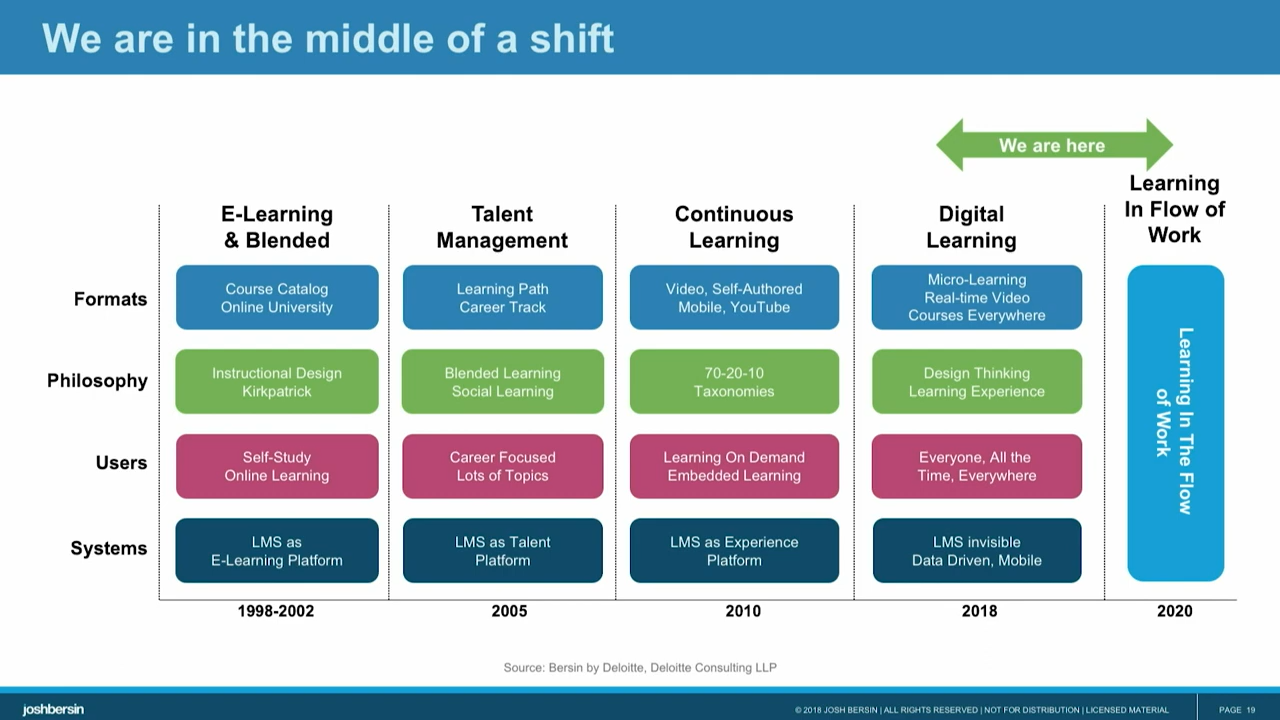 We are in the middle of a shift
We are here
E-Learning
& Blended
Talent
Management
Continuous
Learning
Digital
Learning
Learning
In Flow of
Work
Formats
Course Catalog
Online University
Learning Path
Career Track
Video, Self-Authored
Mobile, YouTube
Micro-Learning
Real-time Video
Courses Everywhere
Philosophy
Instructional Design
Kirkpatrick
Blended Learning
Social Learning
70-20-10
Taxonomies
Design Thinking
Learning Experience
Users
Self-Study
Online Learning
Career Focused
Lots of Topics
Learning On Demand
Embedded Learning
Everyone, All the
Time, Everywhere
Systems
LMS as
E-Learning Platform
LMS as Talent
Platform
LMS as Experience
Platform
LMS invisible
Data Driven, Mobile
Learning In The Flow
of Work
1998-2002
2005
2010
2018
2020
Source: Bersin by Deloitte, Deloitte Consulting LLP
joshbersin
© 2018 JOSH BERSIN | ALL RIGHTS RESERVED | NOT FOR DISTRIBUTION | LICENSED MATERIAL
PAGE 19